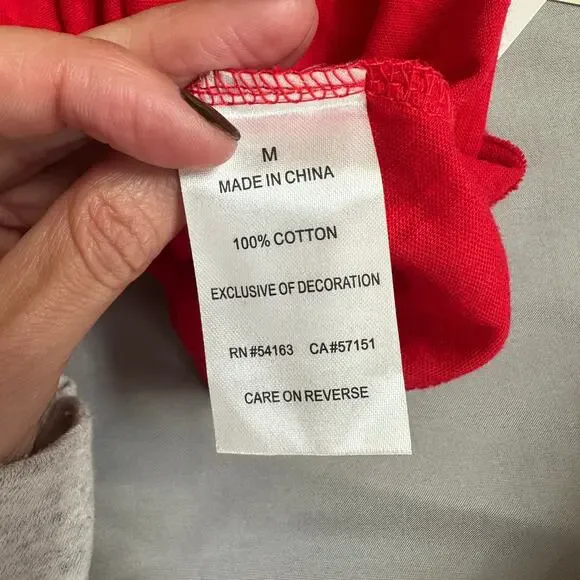 M
MADE IN CHINA
100% COTTON
EXCLUSIVE OF DECORATION
RN#54163 CA#57151
CARE ON REVERSE